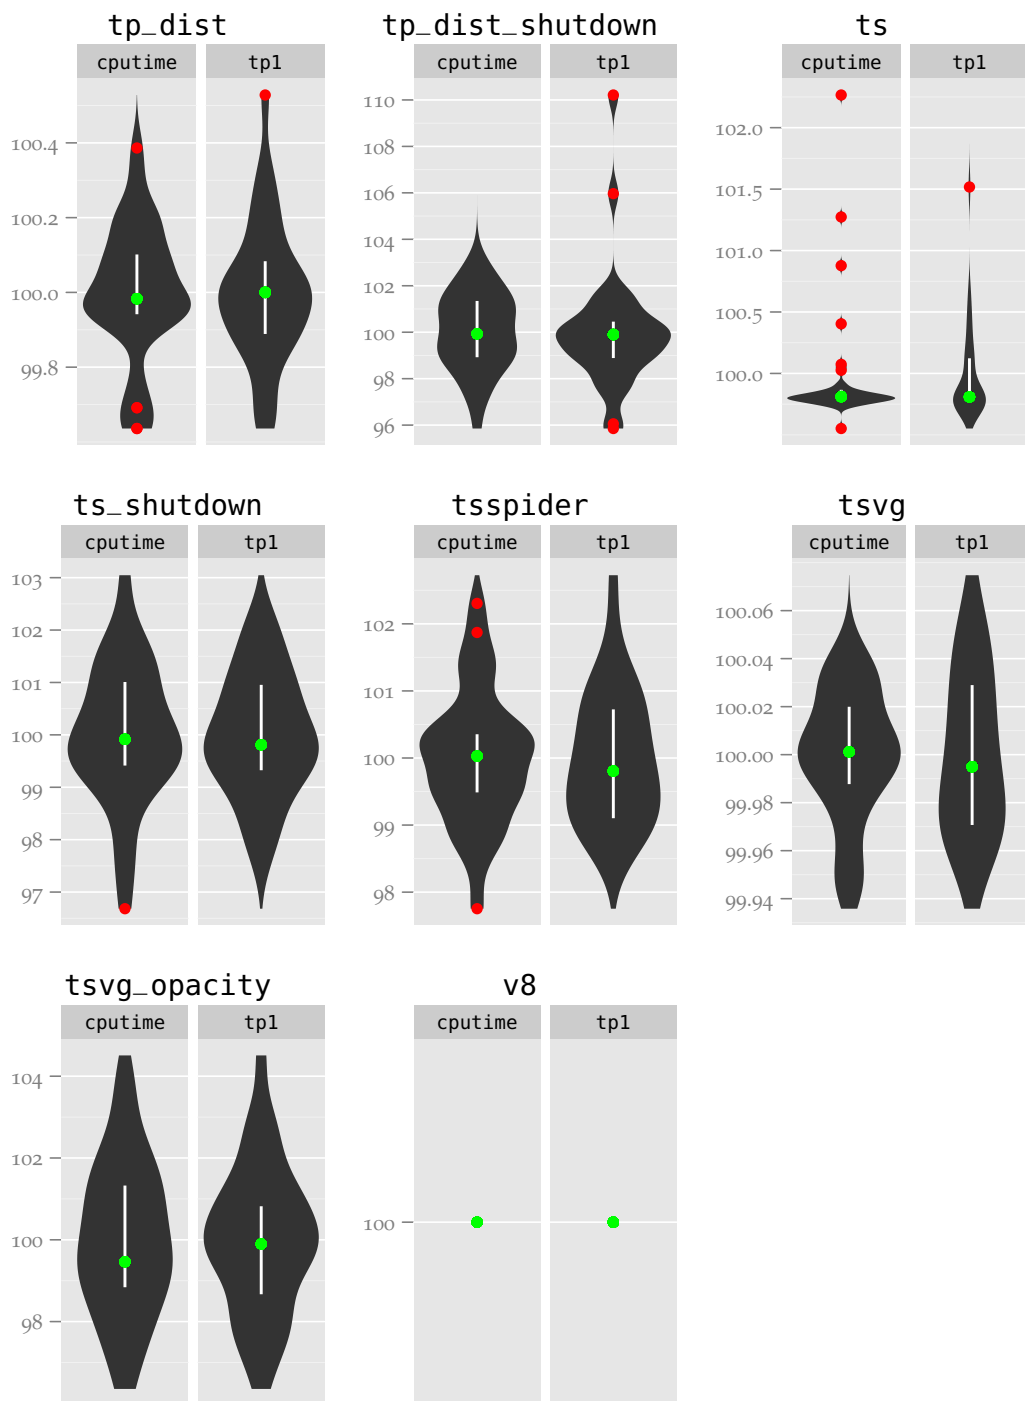 tp_dist
cputime tp1
100.4
100.2
100.0
99.8
tp_dist_shutdown
cputime tp1
110
108
106
104
102
100
98
96
ts
cputime tp1
102.0
101.5
101.0
100.5
100.0
ts_shutdown
cputime tp1
103
102
101
100
99
98
97
tsspider
cputime tp1
102
101
100
99
98
tsvg
cputime tp1
100.06
100.04
100.02
100.00
99.98
99.96
99.94
tsvg_opacity
cputime tp1
104
102
100
98
v8
cputime tp1
100